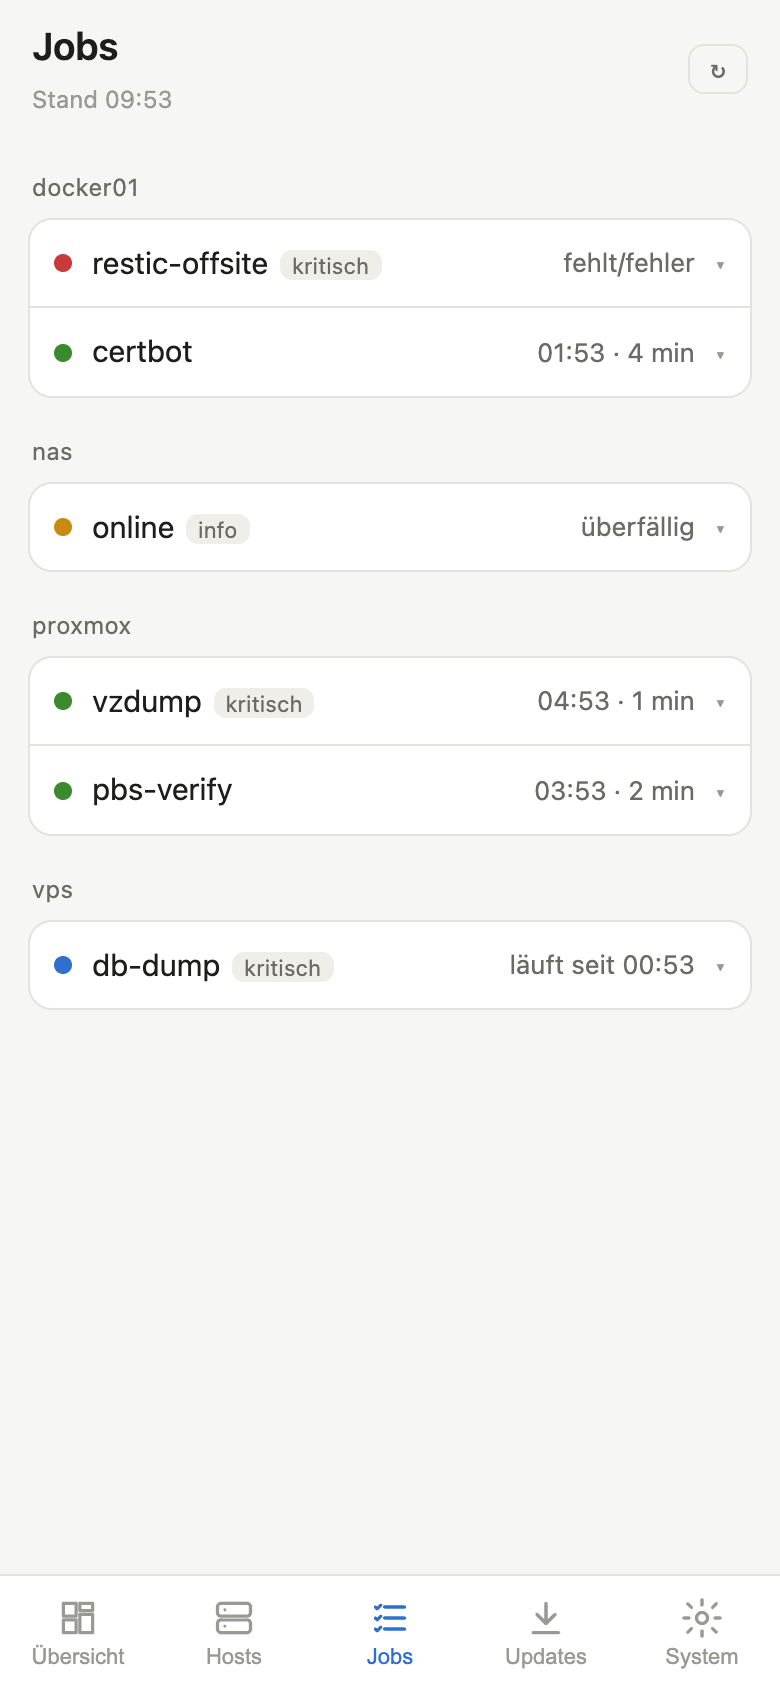 Jobs
Stand 09:53
↻
docker01
restic-offsite kritisch fehlt/fehler ▾
certbot 01:53 · 4 min ▾
nas
online info überfällig ▾
proxmox
vzdump kritisch 04:53 · 1 min ▾
pbs-verify 03:53 · 2 min ▾
vps
db-dump kritisch läuft seit 00:53 ▾
Übersicht Hosts Jobs Updates System